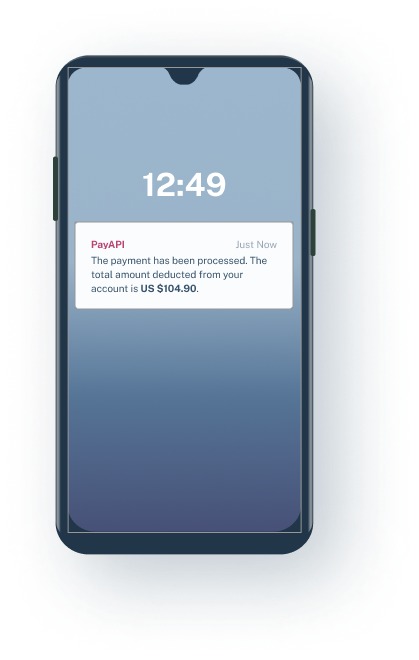 12:49
PayAPI Just Now
The payment has been processed. The
total amount deducted from your
account is US $104.90.